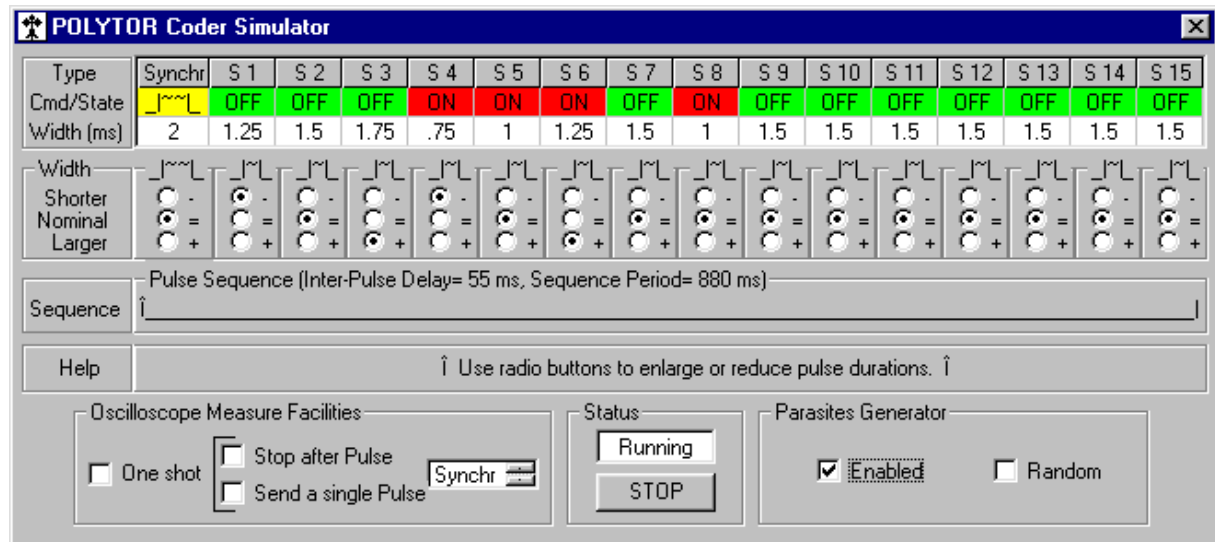 POLYTOR Coder Simulator
Type Synchr S 1 S 2 S 3 S 4 S 5 S 6 S 7 S 8 S 9 S 10 S 11 S 12 S 13 S 14 S 15
Cmd/State _|~~|_ OFF OFF OFF ON ON ON OFF ON OFF OFF OFF OFF OFF OFF OFF
Width (ms) 2 1.25 1.5 1.75 .75 1 1.25 1.5 1 1.5 1.5 1.5 1.5 1.5 1.5 1.5
Width _|~~|_ _|~|_ _|~|_ _|~|_ _|~|_ _|~|_ _|~|_ _|~|_ _|~|_ _|~|_ _|~|_ _|~|_ _|~|_ _|~|_ _|~|_ _|~|_
Shorter - - - - - - - - - - - - - - - -
Nominal = = = = = = = = = = = = = = = =
Larger + + + + + + + + + + + + + + + +
Pulse Sequence (Inter-Pulse Delay= 55 ms, Sequence Period= 880 ms)
Sequence Î_____________________________________________|
Help Î Use radio buttons to enlarge or reduce pulse durations. Î
Oscilloscope Measure Facilities
One shot
Stop after Pulse
Send a single Pulse
Synchr
Status
Running
STOP
Parasites Generator
Enabled Random